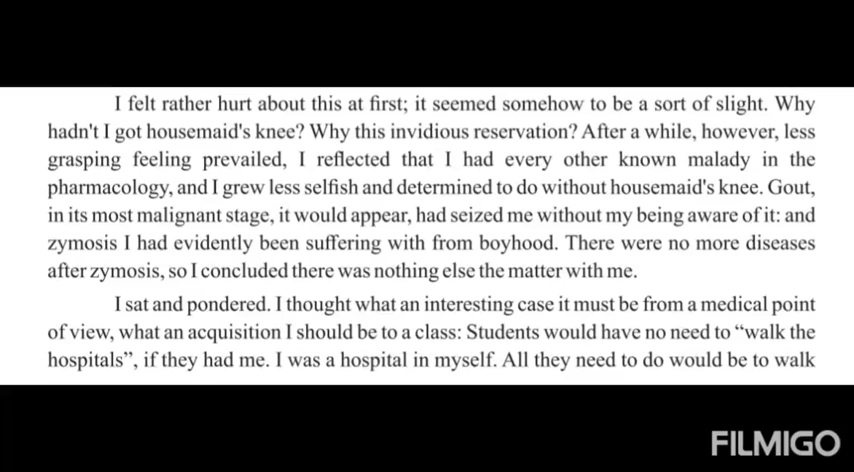 I felt rather hurt about this at first; it seemed somehow to be a sort of slight. Why
hadn't I got housemaid's knee? Why this invidious reservation? After a while, however, less
grasping feeling prevailed, I reflected that I had every other known malady in the
pharmacology, and I grew less selfish and determined to do without housemaid's knee. Gout,
in its most malignant stage, it would appear, had seized me without my being aware of it: and
zymosis I had evidently been suffering with from boyhood. There were no more diseases
after zymosis, so I concluded there was nothing else the matter with me.
I sat and pondered. I thought what an interesting case it must be from a medical point
of view, what an acquisition I should be to a class: Students would have no need to “walk the
hospitals”, if they had me. I was a hospital in myself. All they need to do would be to walk
FILMIGO